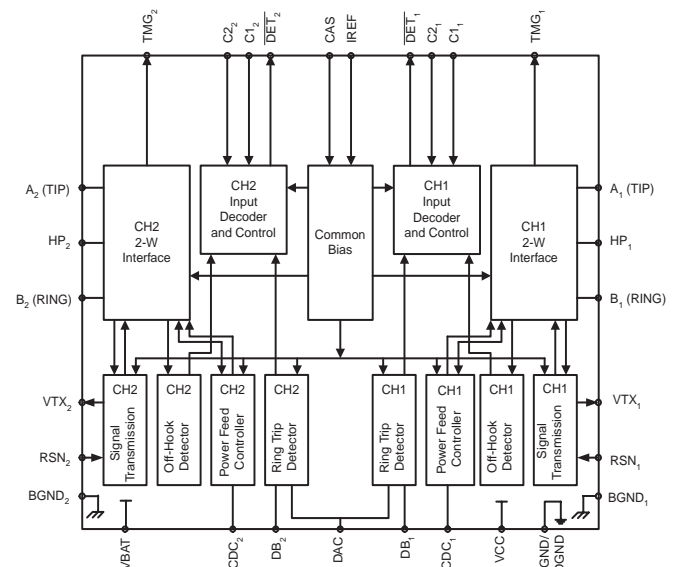 TMG2
C22
C12
DET2
CAS
IREF
DET1
C21
C11
TMG1
A2 (TIP)
HP2
B2 (RING)
VTX2
RSN2
BGND2
CH2
2-W
Interface
CH2
Input
Decoder
and Control
Common
Bias
CH1
Input
Decoder
and Control
CH1
2-W
Interface
A1 (TIP)
HP1
B1 (RING)
VTX1
RSN1
BGND1
CH2
Signal
Transmission
CH2
Off-Hook
Detector
CH2
Power Feed
Controller
CH2
Ring Trip
Detector
CH1
Ring Trip
Detector
CH1
Power Feed
Controller
CH1
Off-Hook
Detector
CH1
Signal
Transmission
VBAT
CDC2
DB2
DAC
DB1
CDC1
VCC
GND/
DGND